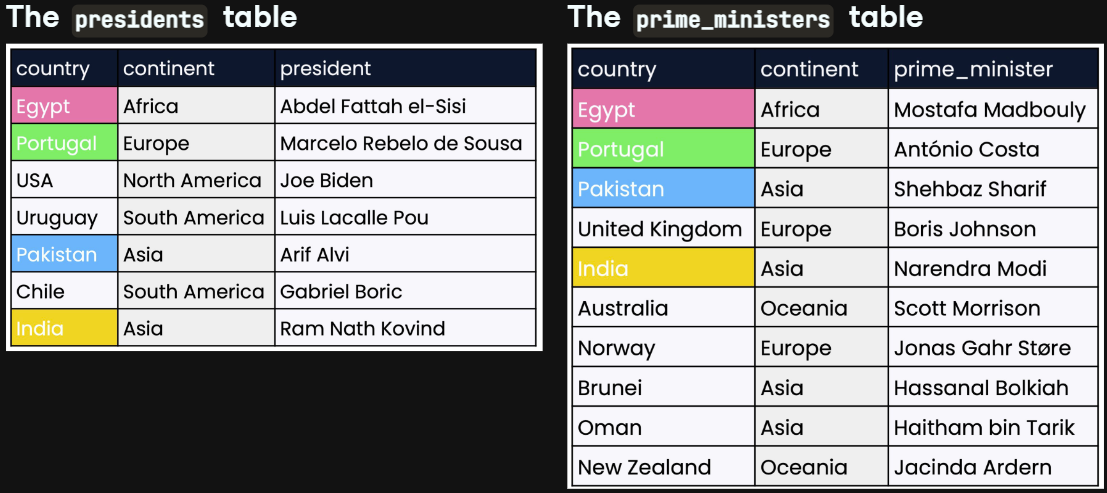 The presidents table
country continent president
Egypt Africa Abdel Fattah el-Sisi
Portugal Europe Marcelo Rebelo de Sousa
USA North America Joe Biden
Uruguay South America Luis Lacalle Pou
Pakistan Asia Arif Alvi
Chile South America Gabriel Boric
India Asia Ram Nath Kovind
The prime_ministers table
country continent prime_minister
Egypt Africa Mostafa Madbouly
Portugal Europe António Costa
Pakistan Asia Shehbaz Sharif
United Kingdom Europe Boris Johnson
India Asia Narendra Modi
Australia Oceania Scott Morrison
Norway Europe Jonas Gahr Støre
Brunei Asia Hassanal Bolkiah
Oman Asia Haitham bin Tarik
New Zealand Oceania Jacinda Ardern